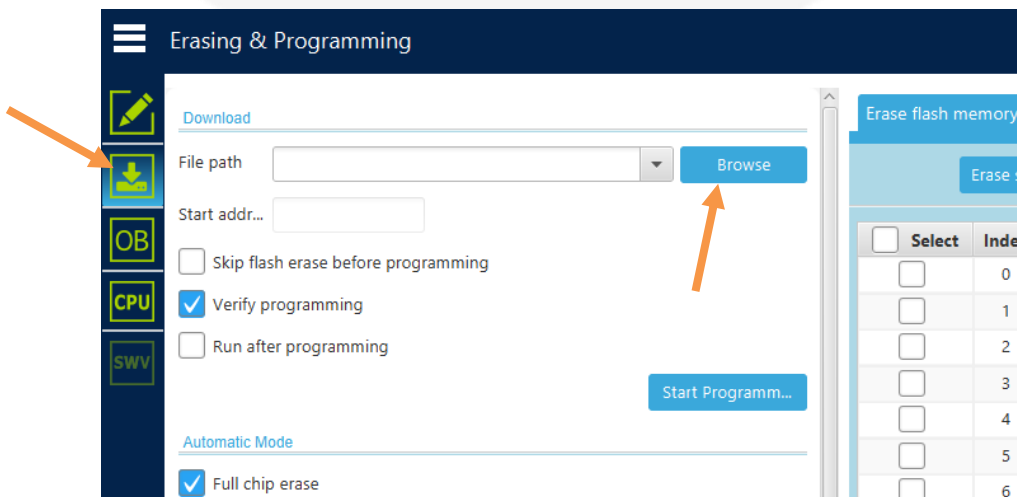 Erasing & Programming
Download
File path
Browse
Start addr...
Skip flash erase before programming
Verify programming
Run after programming
Start Programm...
Automatic Mode
Full chip erase
OB
CPU
SWV
Erase flash memory
Erase s
Select Inde
0
1
2
3
4
5
6